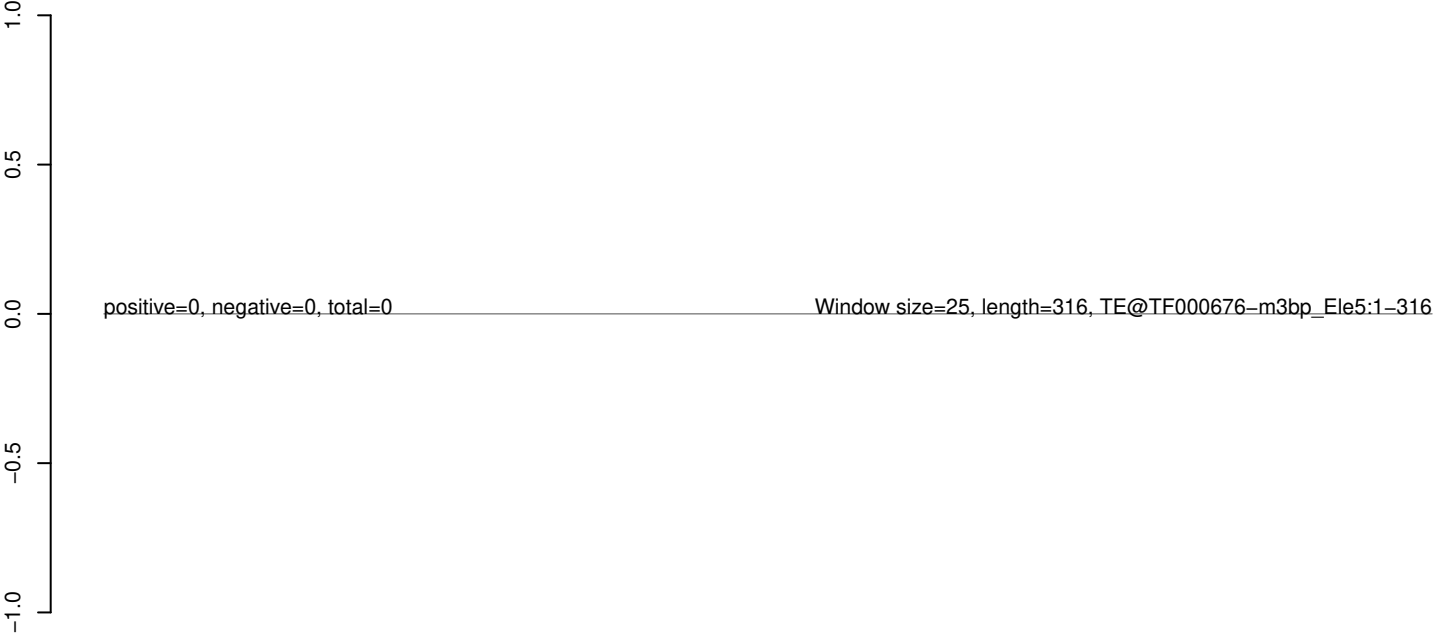 1.0
0.5
0.0
−0.5
−1.0
positive=0, negative=0, total=0
Window size=25, length=316, TE@TF000676−m3bp_Ele5:1−316